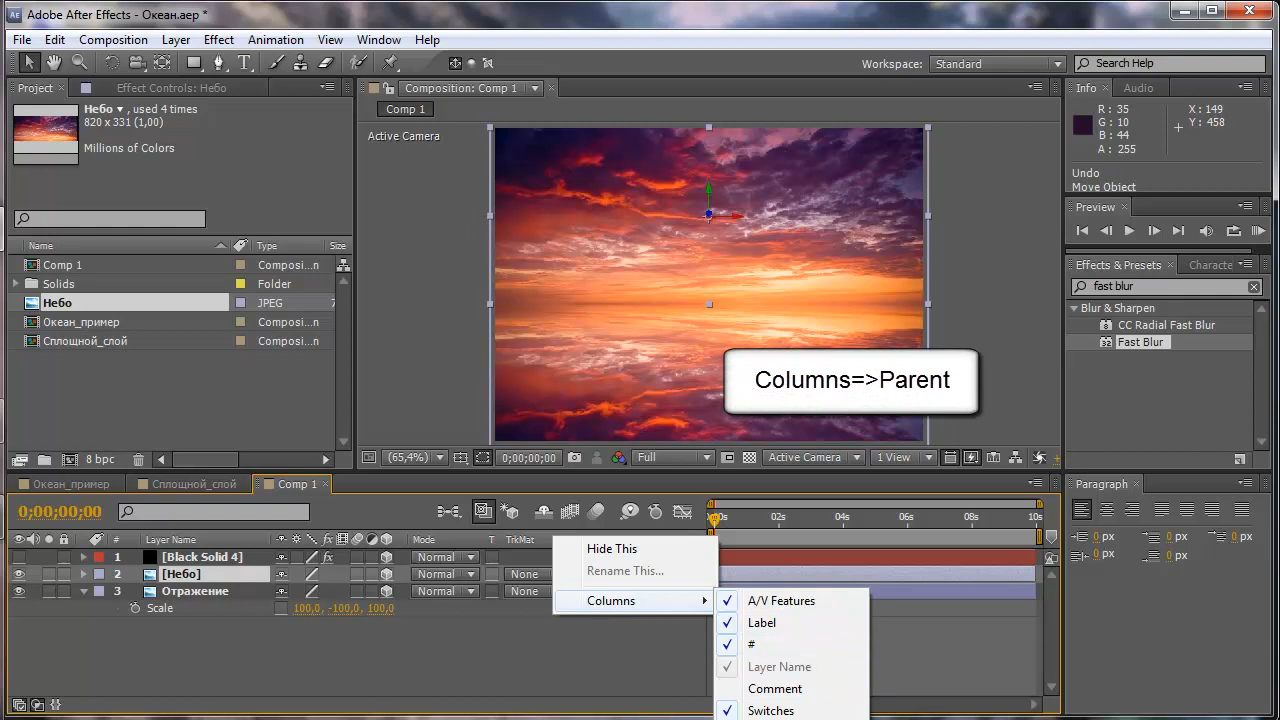 Adobe After Effects - Океан.aep *
File Edit Composition Layer Effect Animation View Window Help
Workspace: Standard Search Help
Project Effect Controls: Небо
Небо , used 4 times
820 x 331 (1,00)
Millions of Colors
Name Type Size
Comp 1 Composi...n
Solids Folder
Небо JPEG 7
Океан_пример Composi...n
Сплощной_слой Composi...n
8 bpc
Composition: Comp 1
Comp 1
Active Camera
Columns=>Parent
(65,4%) 0;00;00;00 Full Active Camera 1 View
Info Audio
R : 35 X : 149
G : 10 Y : 458
B : 44
A : 255
Undo
Move Object
Preview
Effects & Presets Characte
fast blur
Blur & Sharpen
CC Radial Fast Blur
Fast Blur
Paragraph
0 px 0 px 0 px
0 px 0 px
Океан_пример Сплощной_слой Comp 1
0;00;00;00
02s 04s 06s 08s 10s
# Layer Name Mode T TrkMat
1 [Black Solid 4] Normal
2 [Небо] Normal None
3 Отражение Normal None
Scale 100,0, -100,0, 100,0
Hide This
Rename This...
Columns
A/V Features
Label
#
Layer Name
Comment
Switches